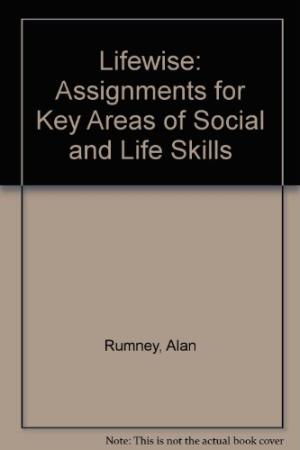 Lifewise:
Assignments for
Key Areas of Social
and Life Skills
Rumney, Alan
Note: This is not the actual book cover